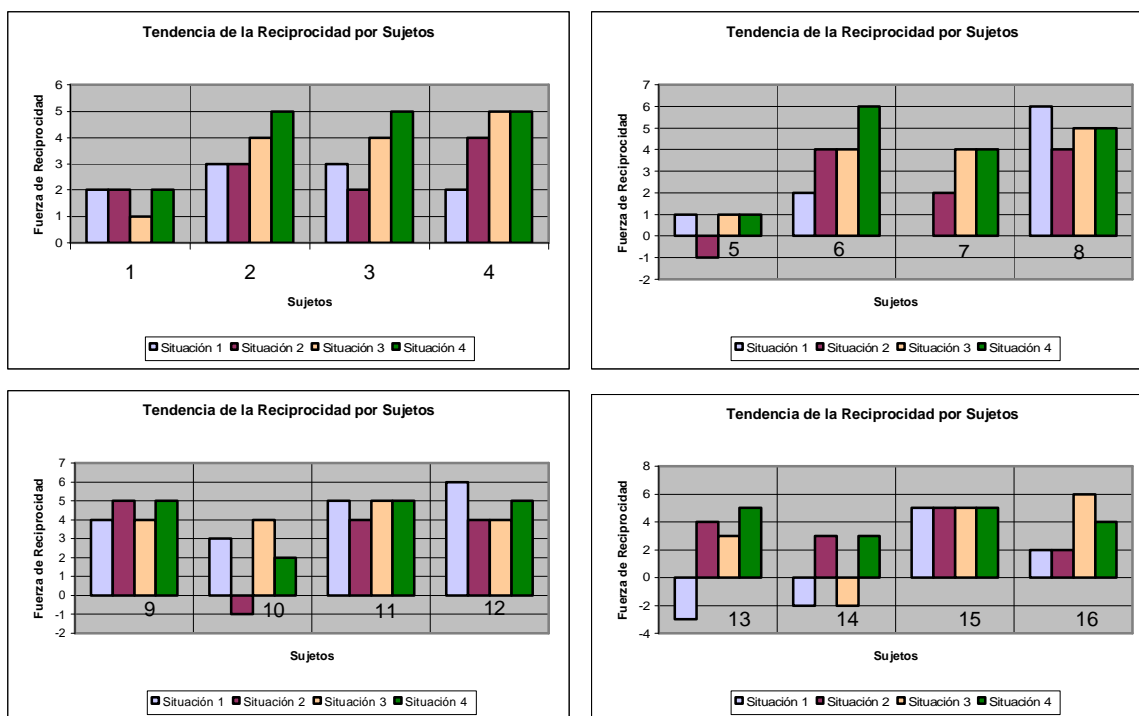 Tendencia de la Reciprocidad por Sujetos
Fuerza de Reciprocidad
6
5
4
3
2
1
0
1 2 3 4
Sujetos
Situación 1 Situación 2 Situación 3 Situación 4
Tendencia de la Reciprocidad por Sujetos
Fuerza de Reciprocidad
7
6
5
4
3
2
1
0
-1
-2
5 6 7 8
Sujetos
Situación 1 Situación 2 Situación 3 Situación 4
Tendencia de la Reciprocidad por Sujetos
Fuerza de Reciprocidad
7
6
5
4
3
2
1
0
-1
-2
9 10 11 12
Sujetos
Situación 1 Situación 2 Situación 3 Situación 4
Tendencia de la Reciprocidad por Sujetos
Fuerza de Reciprocidad
8
6
4
2
0
-2
-4
13 14 15 16
Sujetos
Situación 1 Situación 2 Situación 3 Situación 4